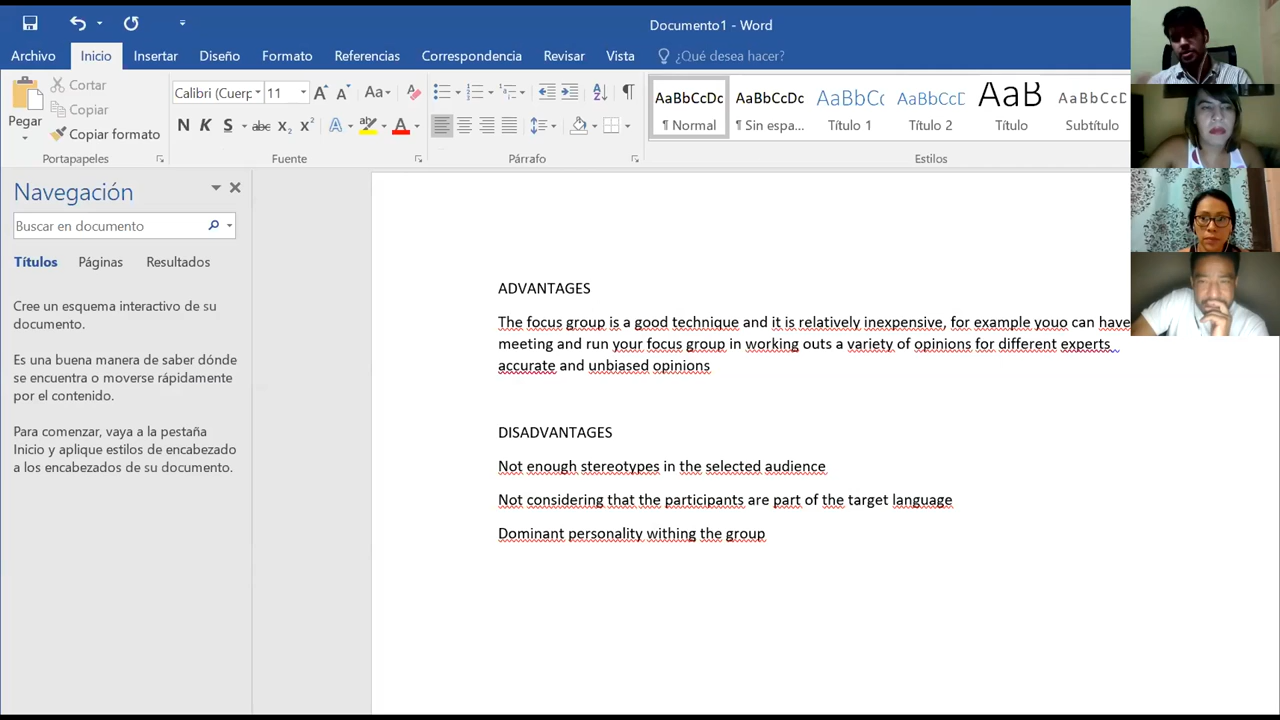 Documento1 - Word
Archivo Inicio Insertar Diseño Formato Referencias Correspondencia Revisar Vista ¿Qué desea hacer?
Pegar
Cortar
Copiar
Copiar formato
Portapapeles
Calibri (Cuerp 11
Aa
N K S abc x₂ x²
A ab A
Fuente
Párrafo
AaBbCcDc AaBbCcDc AaBbCc AaBbCcD AaB AaBbCcDc
¶ Normal ¶ Sin espa... Título 1 Título 2 Título Subtítulo
Estilos
Navegación
Buscar en documento
Títulos Páginas Resultados
Cree un esquema interactivo de su
documento.
Es una buena manera de saber dónde
se encuentra o moverse rápidamente
por el contenido.
Para comenzar, vaya a la pestaña
Inicio y aplique estilos de encabezado
a los encabezados de su documento.
ADVANTAGES
The focus group is a good technique and it is relatively inexpensive, for example youo can have
meeting and run your focus group in working outs a variety of opinions for different experts
accurate and unbiased opinions
DISADVANTAGES
Not enough stereotypes in the selected audience
Not considering that the participants are part of the target language
Dominant personality withing the group